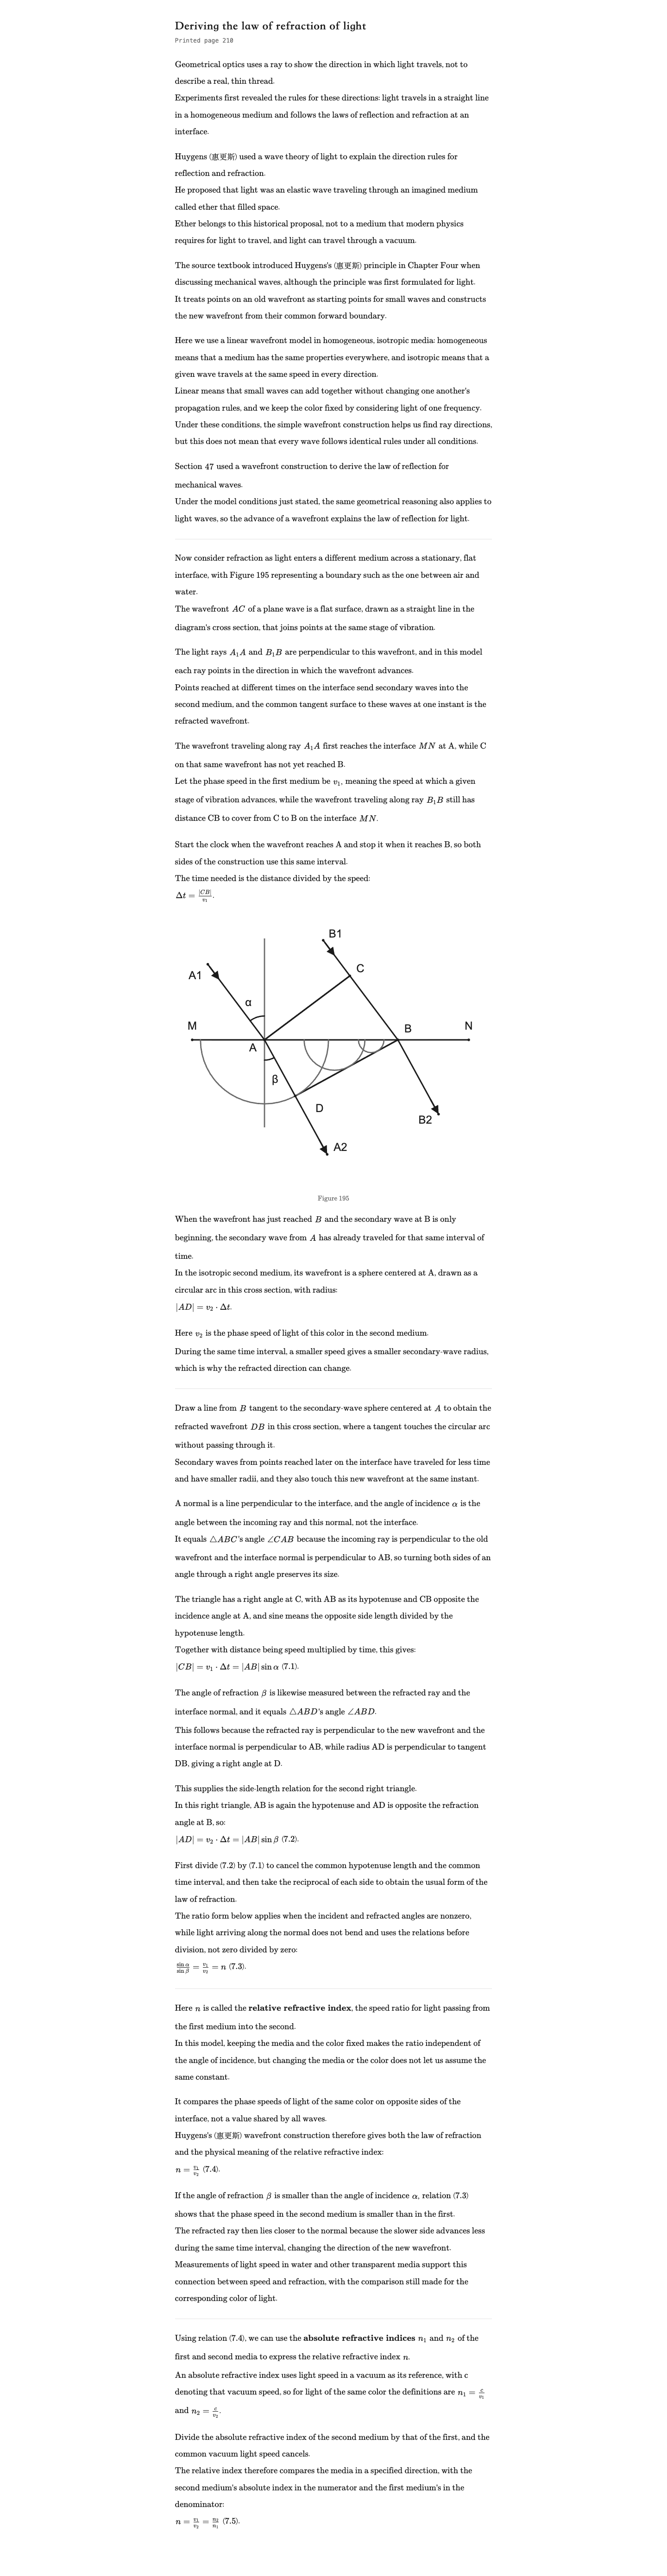 Deriving the law of refraction of light
Printed page 210
Geometrical optics uses a ray to show the direction in which light travels, not to
describe a real, thin thread.
Experiments first revealed the rules for these directions: light travels in a straight line
in a homogeneous medium and follows the laws of reflection and refraction at an
interface.
Huygens (惠更斯) used a wave theory of light to explain the direction rules for
reflection and refraction.
He proposed that light was an elastic wave traveling through an imagined medium
called ether that filled space.
Ether belongs to this historical proposal, not to a medium that modern physics
requires for light to travel, and light can travel through a vacuum.
The source textbook introduced Huygens's (惠更斯) principle in Chapter Four when
discussing mechanical waves, although the principle was first formulated for light.
It treats points on an old wavefront as starting points for small waves and constructs
the new wavefront from their common forward boundary.
Here we use a linear wavefront model in homogeneous, isotropic media: homogeneous
means that a medium has the same properties everywhere, and isotropic means that a
given wave travels at the same speed in every direction.
Linear means that small waves can add together without changing one another's
propagation rules, and we keep the color fixed by considering light of one frequency.
Under these conditions, the simple wavefront construction helps us find ray directions,
but this does not mean that every wave follows identical rules under all conditions.
Section 47 used a wavefront construction to derive the law of reflection for
mechanical waves.
Under the model conditions just stated, the same geometrical reasoning also applies to
light waves, so the advance of a wavefront explains the law of reflection for light.
Now consider refraction as light enters a different medium across a stationary, flat
interface, with Figure 195 representing a boundary such as the one between air and
water.
The wavefront AC of a plane wave is a flat surface, drawn as a straight line in the
diagram's cross section, that joins points at the same stage of vibration.
The light rays A₁A and B₁B are perpendicular to this wavefront, and in this model
each ray points in the direction in which the wavefront advances.
Points reached at different times on the interface send secondary waves into the
second medium, and the common tangent surface to these waves at one instant is the
refracted wavefront.
The wavefront traveling along ray A₁A first reaches the interface MN at A, while C
on that same wavefront has not yet reached B.
Let the phase speed in the first medium be v₁, meaning the speed at which a given
stage of vibration advances, while the wavefront traveling along ray B₁B still has
distance CB to cover from C to B on the interface MN.
Start the clock when the wavefront reaches A and stop it when it reaches B, so both
sides of the construction use this same interval.
The time needed is the distance divided by the speed:
Δt = |CB|/v₁.
B1
A1
C
α
M
A
B
N
β
D
B2
A2
Figure 195
When the wavefront has just reached B and the secondary wave at B is only
beginning, the secondary wave from A has already traveled for that same interval of
time.
In the isotropic second medium, its wavefront is a sphere centered at A, drawn as a
circular arc in this cross section, with radius:
|AD| = v₂ · Δt.
Here v₂ is the phase speed of light of this color in the second medium.
During the same time interval, a smaller speed gives a smaller secondary-wave radius,
which is why the refracted direction can change.
Draw a line from B tangent to the secondary-wave sphere centered at A to obtain the
refracted wavefront DB in this cross section, where a tangent touches the circular arc
without passing through it.
Secondary waves from points reached later on the interface have traveled for less time
and have smaller radii, and they also touch this new wavefront at the same instant.
A normal is a line perpendicular to the interface, and the angle of incidence α is the
angle between the incoming ray and this normal, not the interface.
It equals △ABC's angle ∠CAB because the incoming ray is perpendicular to the old
wavefront and the interface normal is perpendicular to AB, so turning both sides of an
angle through a right angle preserves its size.
The triangle has a right angle at C, with AB as its hypotenuse and CB opposite the
incidence angle at A, and sine means the opposite side length divided by the
hypotenuse length.
Together with distance being speed multiplied by time, this gives:
|CB| = v₁ · Δt = |AB| sin α (7.1).
The angle of refraction β is likewise measured between the refracted ray and the
interface normal, and it equals △ABD's angle ∠ABD.
This follows because the refracted ray is perpendicular to the new wavefront and the
interface normal is perpendicular to AB, while radius AD is perpendicular to tangent
DB, giving a right angle at D.
This supplies the side-length relation for the second right triangle.
In this right triangle, AB is again the hypotenuse and AD is opposite the refraction
angle at B, so:
|AD| = v₂ · Δt = |AB| sin β (7.2).
First divide (7.2) by (7.1) to cancel the common hypotenuse length and the common
time interval, and then take the reciprocal of each side to obtain the usual form of the
law of refraction.
The ratio form below applies when the incident and refracted angles are nonzero,
while light arriving along the normal does not bend and uses the relations before
division, not zero divided by zero:
sin α/sin β = v₁/v₂ = n (7.3).
Here n is called the relative refractive index, the speed ratio for light passing from
the first medium into the second.
In this model, keeping the media and the color fixed makes the ratio independent of
the angle of incidence, but changing the media or the color does not let us assume the
same constant.
It compares the phase speeds of light of the same color on opposite sides of the
interface, not a value shared by all waves.
Huygens's (惠更斯) wavefront construction therefore gives both the law of refraction
and the physical meaning of the relative refractive index:
n = v₁/v₂ (7.4).
If the angle of refraction β is smaller than the angle of incidence α, relation (7.3)
shows that the phase speed in the second medium is smaller than in the first.
The refracted ray then lies closer to the normal because the slower side advances less
during the same time interval, changing the direction of the new wavefront.
Measurements of light speed in water and other transparent media support this
connection between speed and refraction, with the comparison still made for the
corresponding color of light.
Using relation (7.4), we can use the absolute refractive indices n₁ and n₂ of the
first and second media to express the relative refractive index n.
An absolute refractive index uses light speed in a vacuum as its reference, with c
denoting that vacuum speed, so for light of the same color the definitions are n₁ = c/v₁
and n₂ = c/v₂.
Divide the absolute refractive index of the second medium by that of the first, and the
common vacuum light speed cancels.
The relative index therefore compares the media in a specified direction, with the
second medium's absolute index in the numerator and the first medium's in the
denominator:
n = v₁/v₂ = n₂/n₁ (7.5).